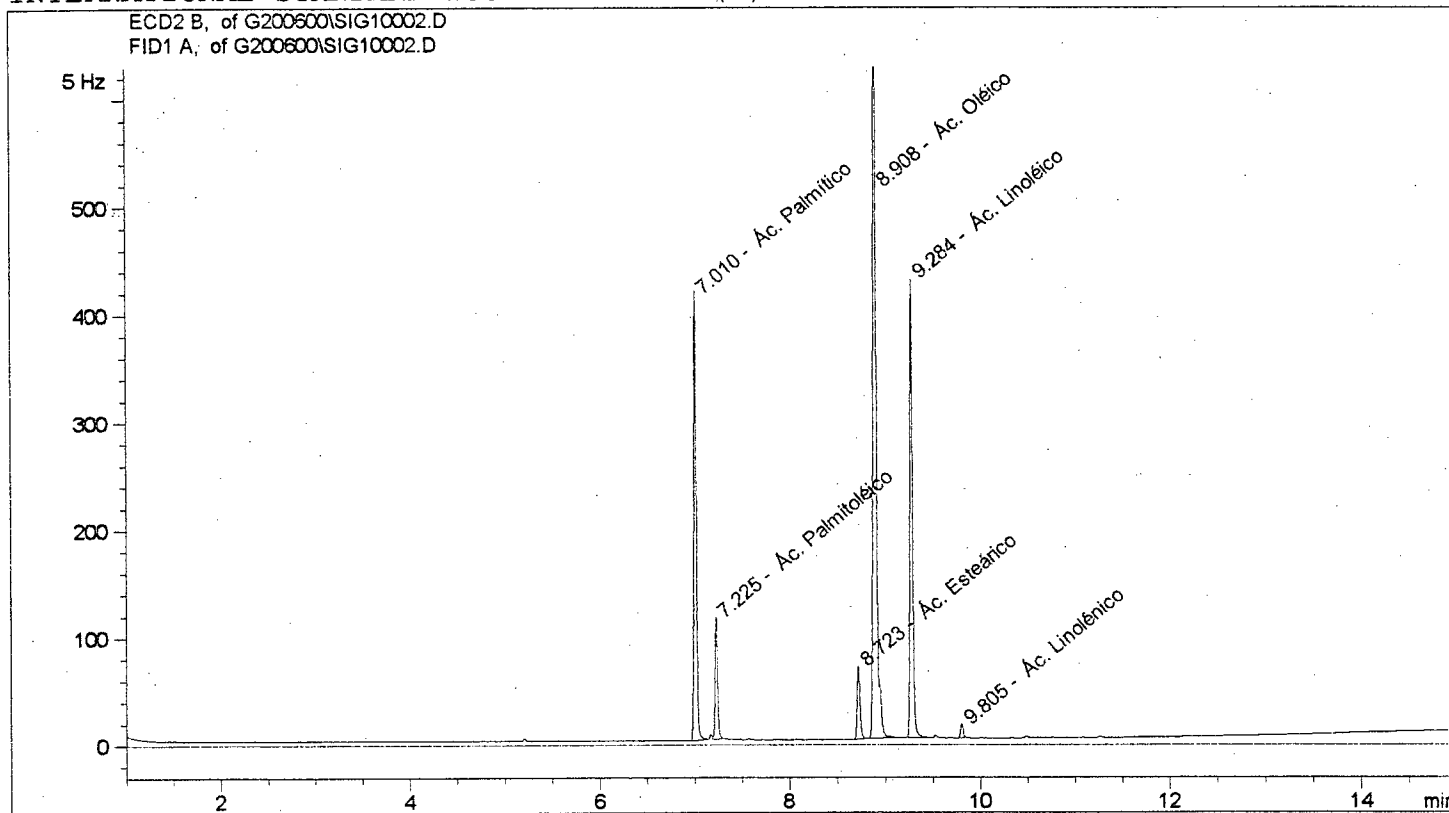 ECD2 B, of G200600\SIG10002.D
FID1 A, of G200600\SIG10002.D
5 Hz
8.908 - Ác. Oléico
9.284 - Ác. Linoléico
7.010 - Ác. Palmítico
500
400
300
7.225 - Ác. Palmitoléico
200
8.723 - Ác. Esteárico
9.805 - Ác. Linolênico
100
0
2 4 6 8 10 12 14 min